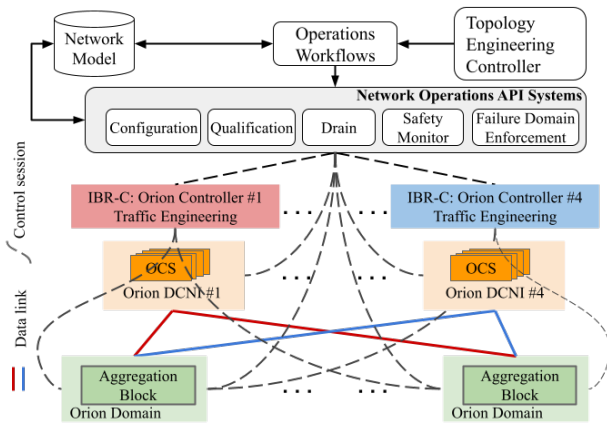 Network
Model
Operations
Workflows
Topology
Engineering
Controller
Network Operations API Systems
Configuration
Qualification
Drain
Safety
Monitor
Failure Domain
Enforcement
Control session
IBR-C: Orion Controller #1
Traffic Engineering
. . .
IBR-C: Orion Controller #4
Traffic Engineering
OCS
Orion DCNI #1
. . .
. . .
OCS
Orion DCNI #4
Data link
Aggregation
Block
Orion Domain
. . .
. . .
Aggregation
Block
Orion Domain